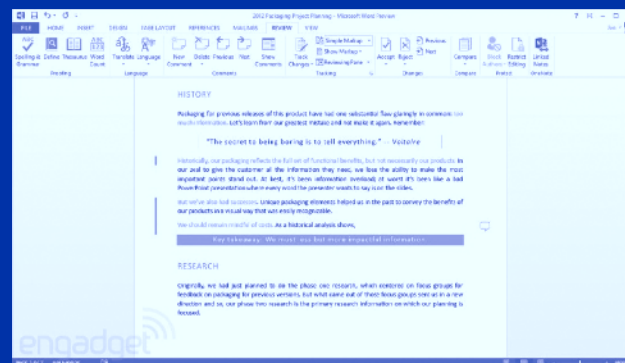 2012 Packaging Project Planning - Microsoft Word Preview
FILE HOME INSERT DESIGN PAGE LAYOUT REFERENCES MAILINGS REVIEW VIEW
Simple Markup Previous
Spelling & Define Thesaurus Word Translate Language New Delete Previous Next Show Track Show Markup Accept Reject Next Compare Block Restrict Linked
Grammar Count Comment Comments Changes Reviewing Pane Authors Editing Notes
Proofing Language Comments Tracking Changes Compare Protect OneNote
HISTORY
Packaging for previous releases of this product have had one substantial flaw glaringly in common: too
much information. Let's learn from our greatest mistake and not make it again. Remember:
"The secret to being boring is to tell everything." – Voltaire
Historically, our packaging reflects the full set of functional benefits, but not necessarily our products. In
our zeal to give the customer all the information they need, we lose the ability to make the most
important points stand out. At best, it's been information overload; at worst it's been like a bad
PowerPoint presentation where every word the presenter wants to say is on the slides.
But we've also had successes. Unique packaging elements helped us in the past to convey the benefits of
our products in a visual way that was easily recognizable.
We should remain mindful of costs. As a historical analysis shows,
Key takeaway: We must use but more impactful information
RESEARCH
Originally, we had just planned to do the phase one research, which centered on focus groups for
feedback on packaging for previous versions. But what came out of those focus groups sent us in a new
direction and so, our phase two research is the primary research information on which our planning is
focused.
engadget